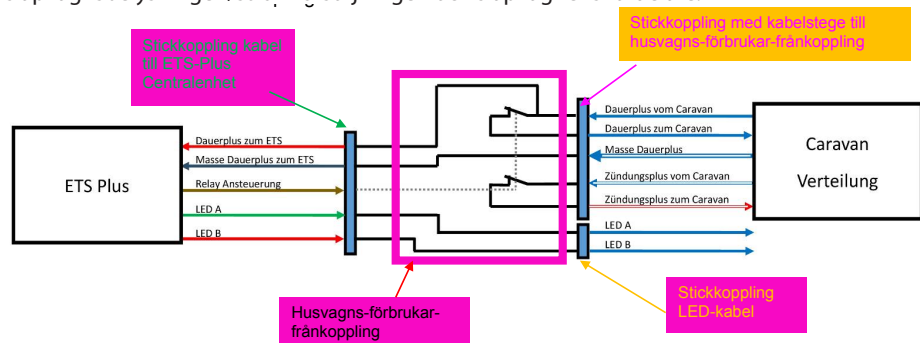 Stickkoppling kabel
till ETS-Plus
Centralenhet
Stickkoppling med kabelstege till
husvagns-förbrukar-frånkoppling
ETS Plus
Dauerplus zum ETS
Masse Dauerplus zum ETS
Relay Ansteuerung
LED A
LED B
Dauerplus vom Caravan
Dauerplus zum Caravan
Masse Dauerplus
Zündungsplus vom Caravan
Zündungsplus zum Caravan
LED A
LED B
Caravan
Verteilung
Husvagns-förbrukar-
frånkoppling
Stickkoppling
LED-kabel